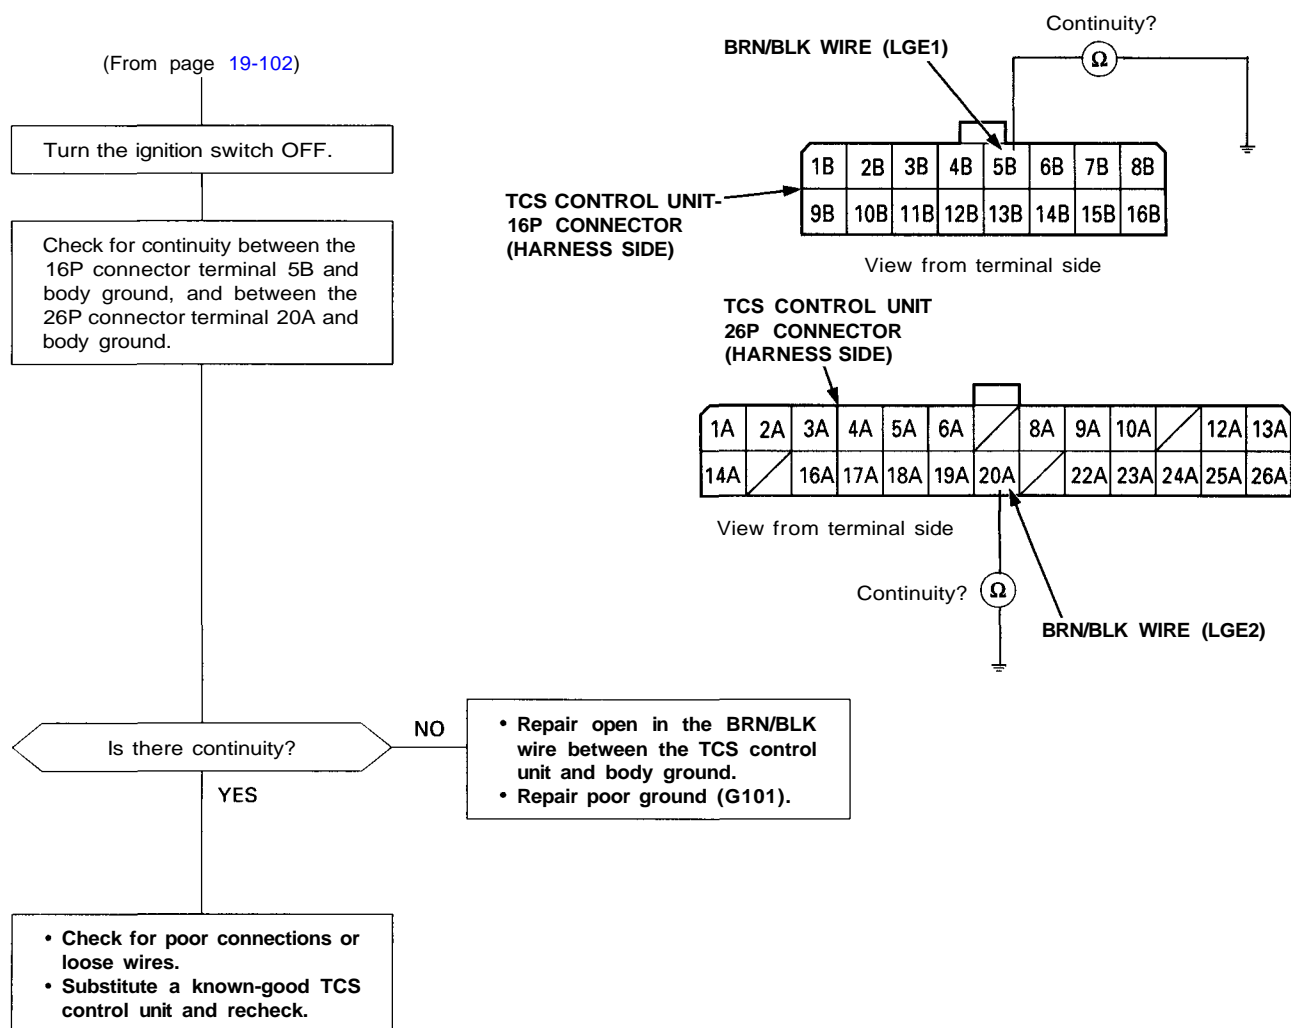 (From page 19-102)
Turn the ignition switch OFF.
Check for continuity between the
16P connector terminal 5B and
body ground, and between the
26P connector terminal 20A and
body ground.
Is there continuity?
NO
• Repair open in the BRN/BLK
wire between the TCS control
unit and body ground.
• Repair poor ground (G101).
YES
• Check for poor connections or
loose wires.
• Substitute a known-good TCS
control unit and recheck.
Continuity?
BRN/BLK WIRE (LGE1)
Ω
TCS CONTROL UNIT-
16P CONNECTOR
(HARNESS SIDE)
1B 2B 3B 4B 5B 6B 7B 8B
9B 10B 11B 12B 13B 14B 15B 16B
View from terminal side
TCS CONTROL UNIT
26P CONNECTOR
(HARNESS SIDE)
1A 2A 3A 4A 5A 6A 8A 9A 10A 12A 13A
14A 16A 17A 18A 19A 20A 22A 23A 24A 25A 26A
View from terminal side
Continuity? Ω
BRN/BLK WIRE (LGE2)